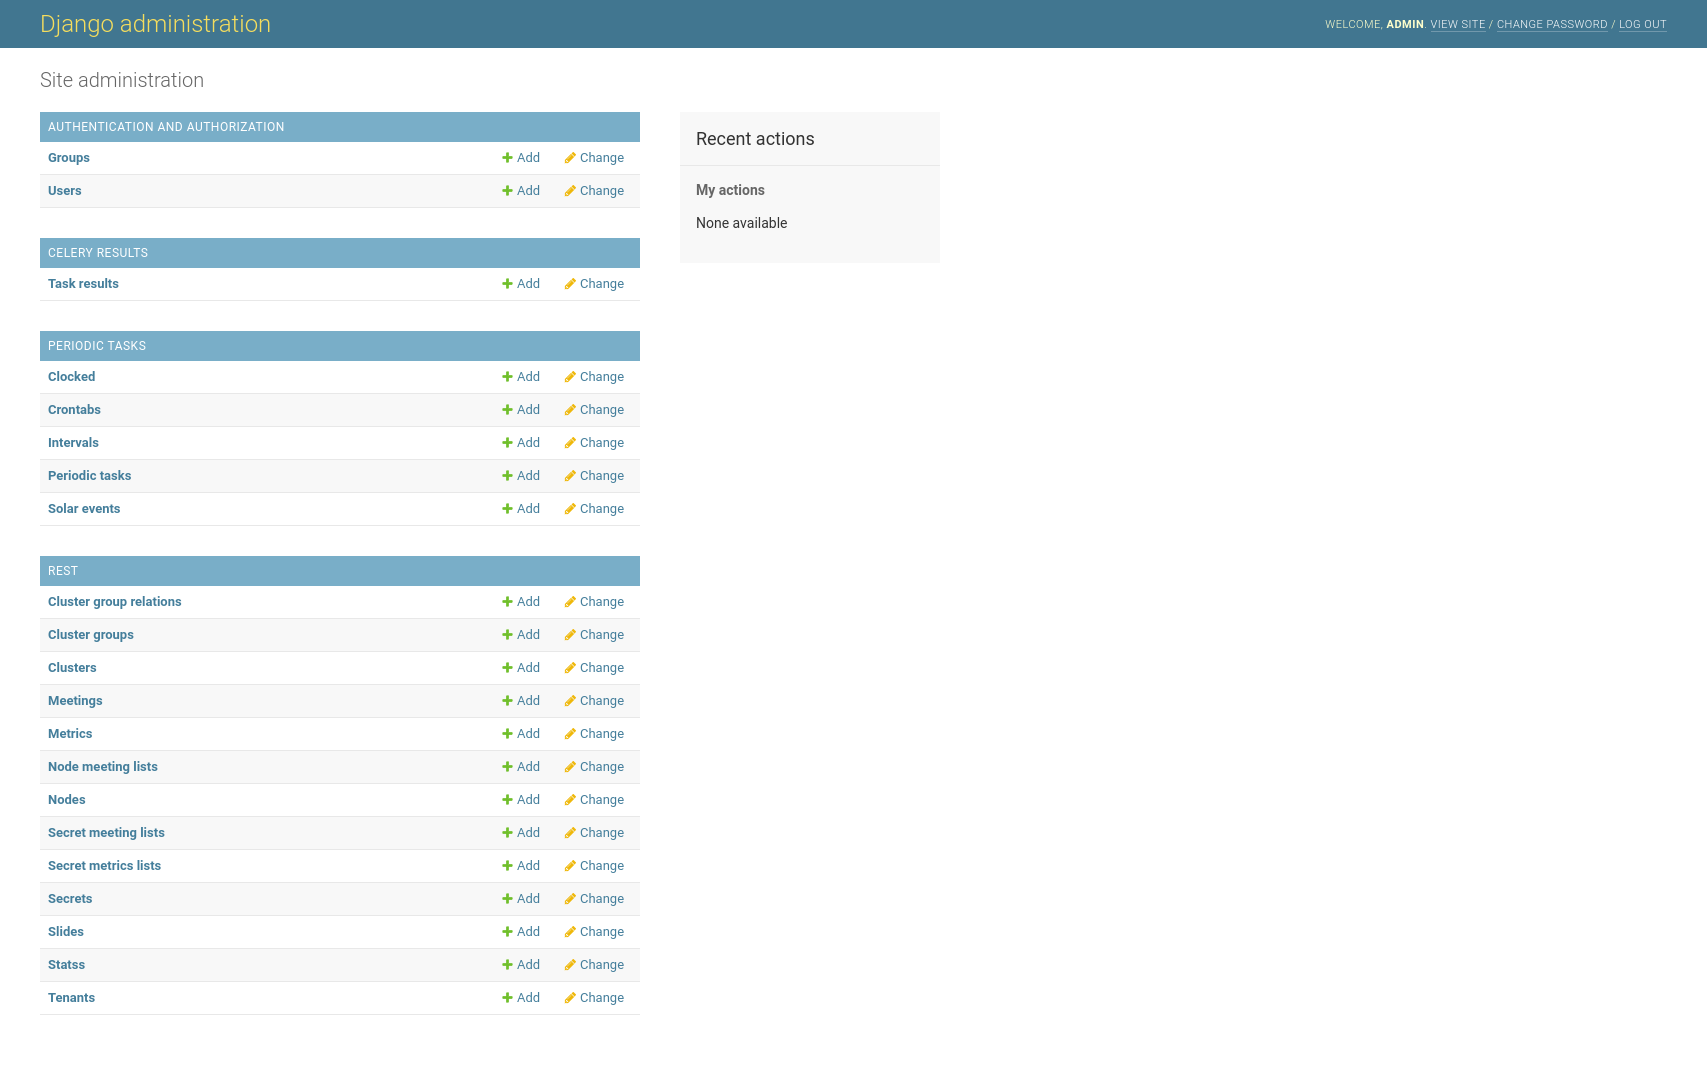 Django administration
WELCOME, ADMIN. VIEW SITE / CHANGE PASSWORD / LOG OUT
Site administration
AUTHENTICATION AND AUTHORIZATION
Groups Add Change
Users Add Change
CELERY RESULTS
Task results Add Change
PERIODIC TASKS
Clocked Add Change
Crontabs Add Change
Intervals Add Change
Periodic tasks Add Change
Solar events Add Change
REST
Cluster group relations Add Change
Cluster groups Add Change
Clusters Add Change
Meetings Add Change
Metrics Add Change
Node meeting lists Add Change
Nodes Add Change
Secret meeting lists Add Change
Secret metrics lists Add Change
Secrets Add Change
Slides Add Change
Statss Add Change
Tenants Add Change
Recent actions
My actions
None available